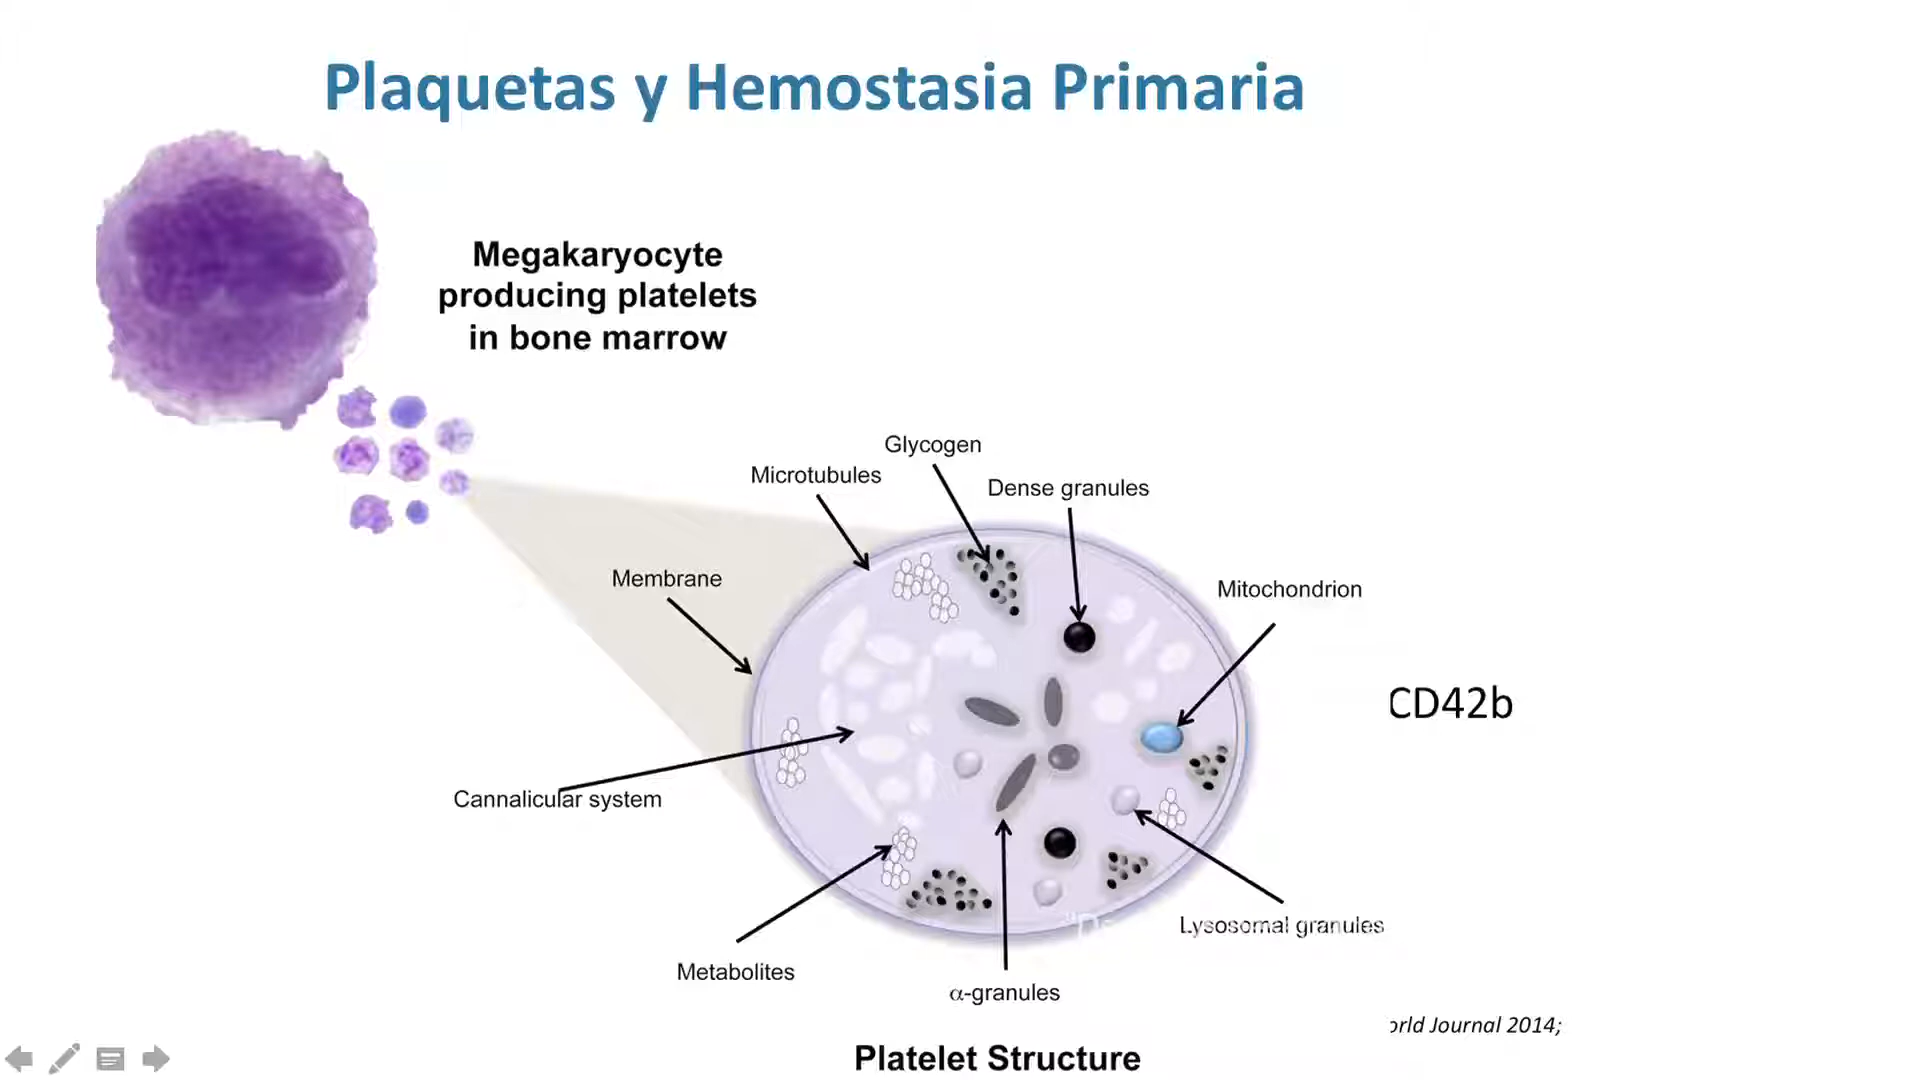 Plaquetas y Hemostasia Primaria
Megakaryocyte
producing platelets
in bone marrow
Glycogen
Microtubules
Dense granules
Membrane
Mitochondrion
CD42b
Cannalicular system
Lysosomal granules
Metabolites
α-granules
Journal 2014;
Platelet Structure